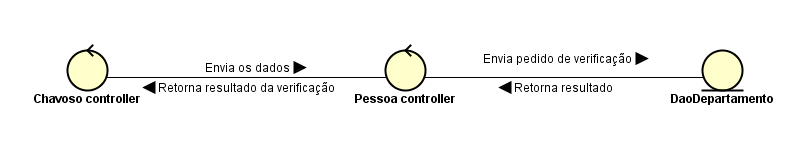 Envia pedido de verificação
Envia os dados
Retorna resultado da verificação
Retorna resultado
Chavoso controller
Pessoa controller
DaoDepartamento